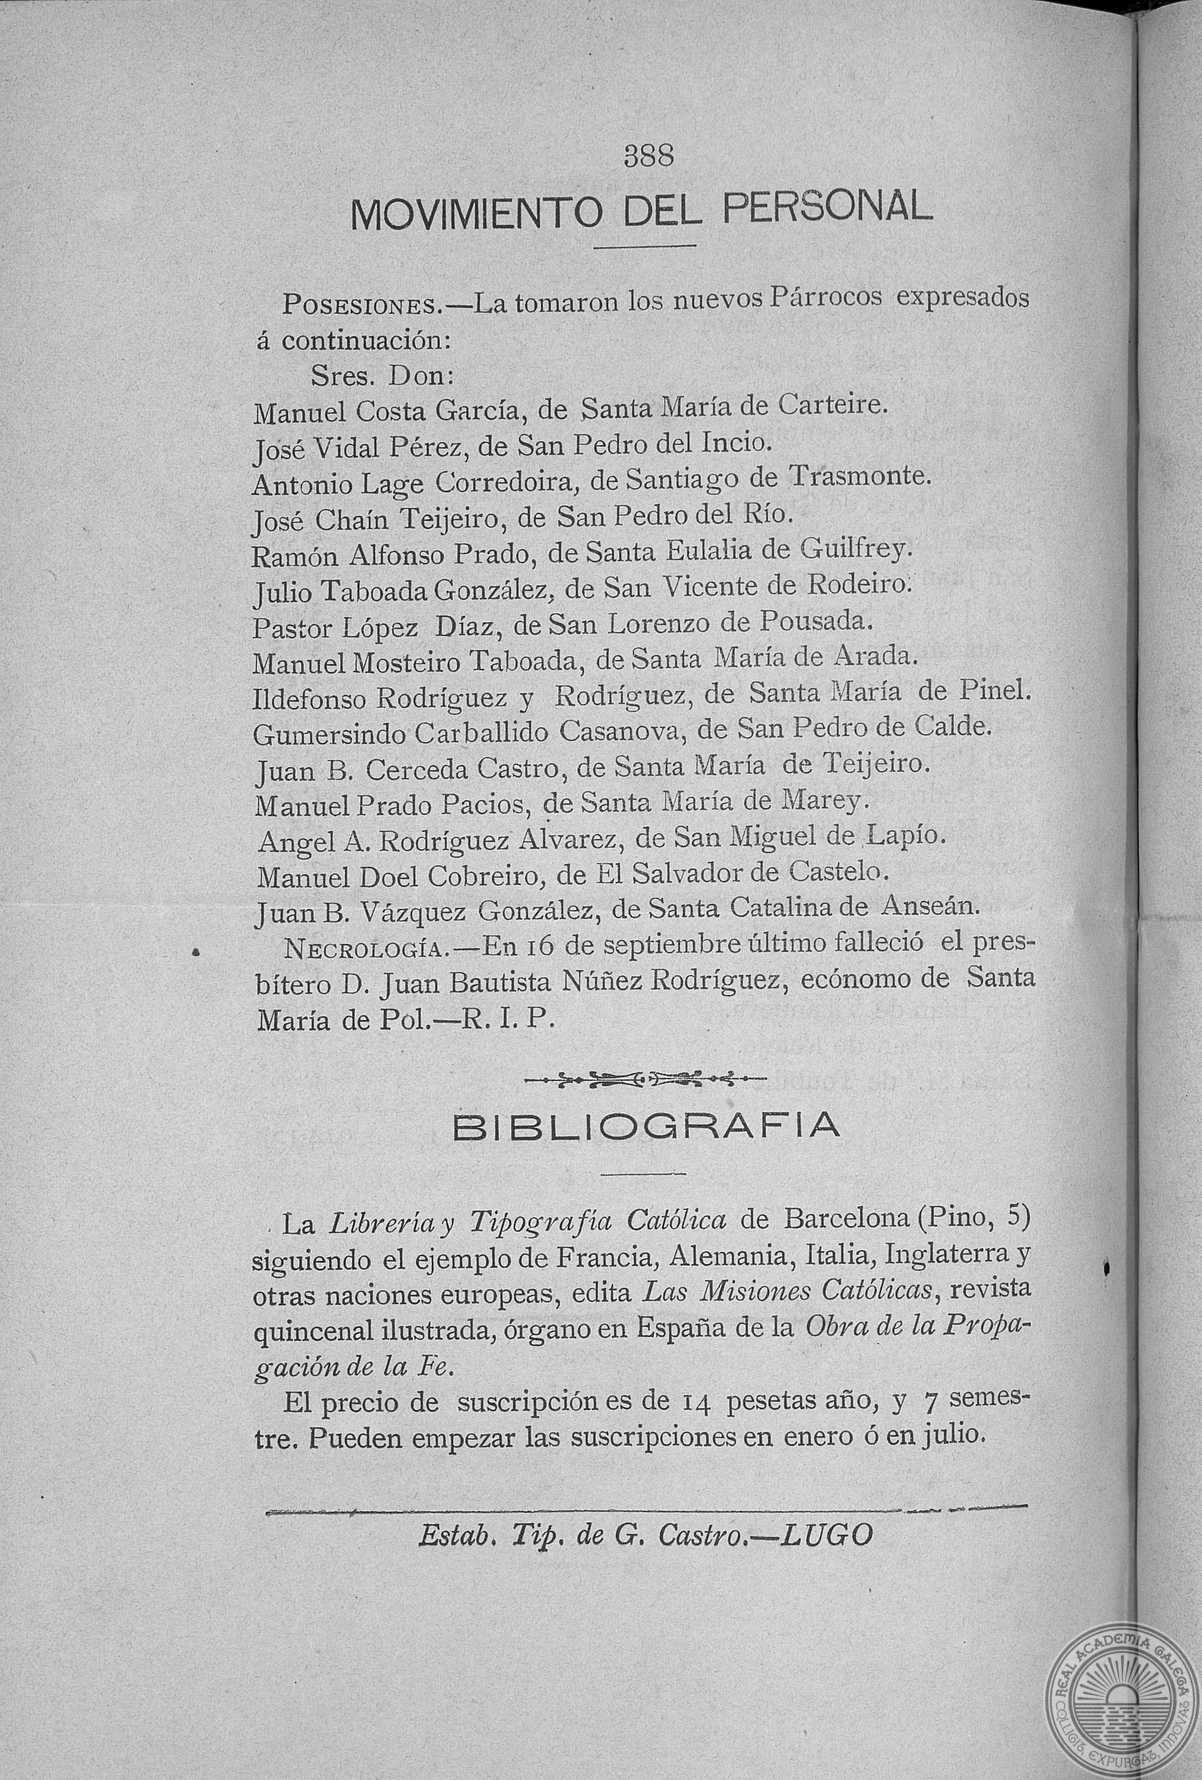 388
MOVIMIENTO DEL PERSONAL
POSESIONES.—La tomaron los nuevos Párrocos expresados
á continuación:
Sres. Don:
Manuel Costa García, de Santa María de Carteire.
José Vidal Pérez, de San Pedro del Incio.
Antonio Lage Corredoira, de Santiago de Trasmonte.
José Chaín Teijeiro, de San Pedro del Río.
Ramón Alfonso Prado, de Santa Eulalia de Guilfrey.
Julio Taboada González, de San Vicente de Rodeiro.
Pastor López Díaz, de San Lorenzo de Pousada.
Manuel Mosteiro Taboada, de Santa María de Arada.
Ildefonso Rodríguez y Rodríguez, de Santa María de Pinel.
Gumersindo Carballido Casanova, de San Pedro de Calde.
Juan B. Cerceda Castro, de Santa María de Teijeiro.
Manuel Prado Pacios, de Santa María de Marey.
Angel A. Rodríguez Alvarez, de San Miguel de Lapío.
Manuel Doel Cobreiro, de El Salvador de Castelo.
Juan B. Vázquez González, de Santa Catalina de Anseán.
NECROLOGÍA.—En 16 de septiembre último falleció el pres-
bítero D. Juan Bautista Núñez Rodríguez, ecónomo de Santa
María de Pol.—R. I. P.
BIBLIOGRAFIA
La Librería y Tipografía Católica de Barcelona (Pino, 5)
siguiendo el ejemplo de Francia, Alemania, Italia, Inglaterra y
otras naciones europeas, edita Las Misiones Católicas, revista
quincenal ilustrada, órgano en España de la Obra de la Propa-
gación de la Fe.
El precio de suscripción es de 14 pesetas año, y 7 semes-
tre. Pueden empezar las suscripciones en enero ó en julio.
Estab. Tip. de G. Castro.—LUGO
REAL ACADEMIA GALEGA
COLLIGIT, EXPURGAT, INNOVAT